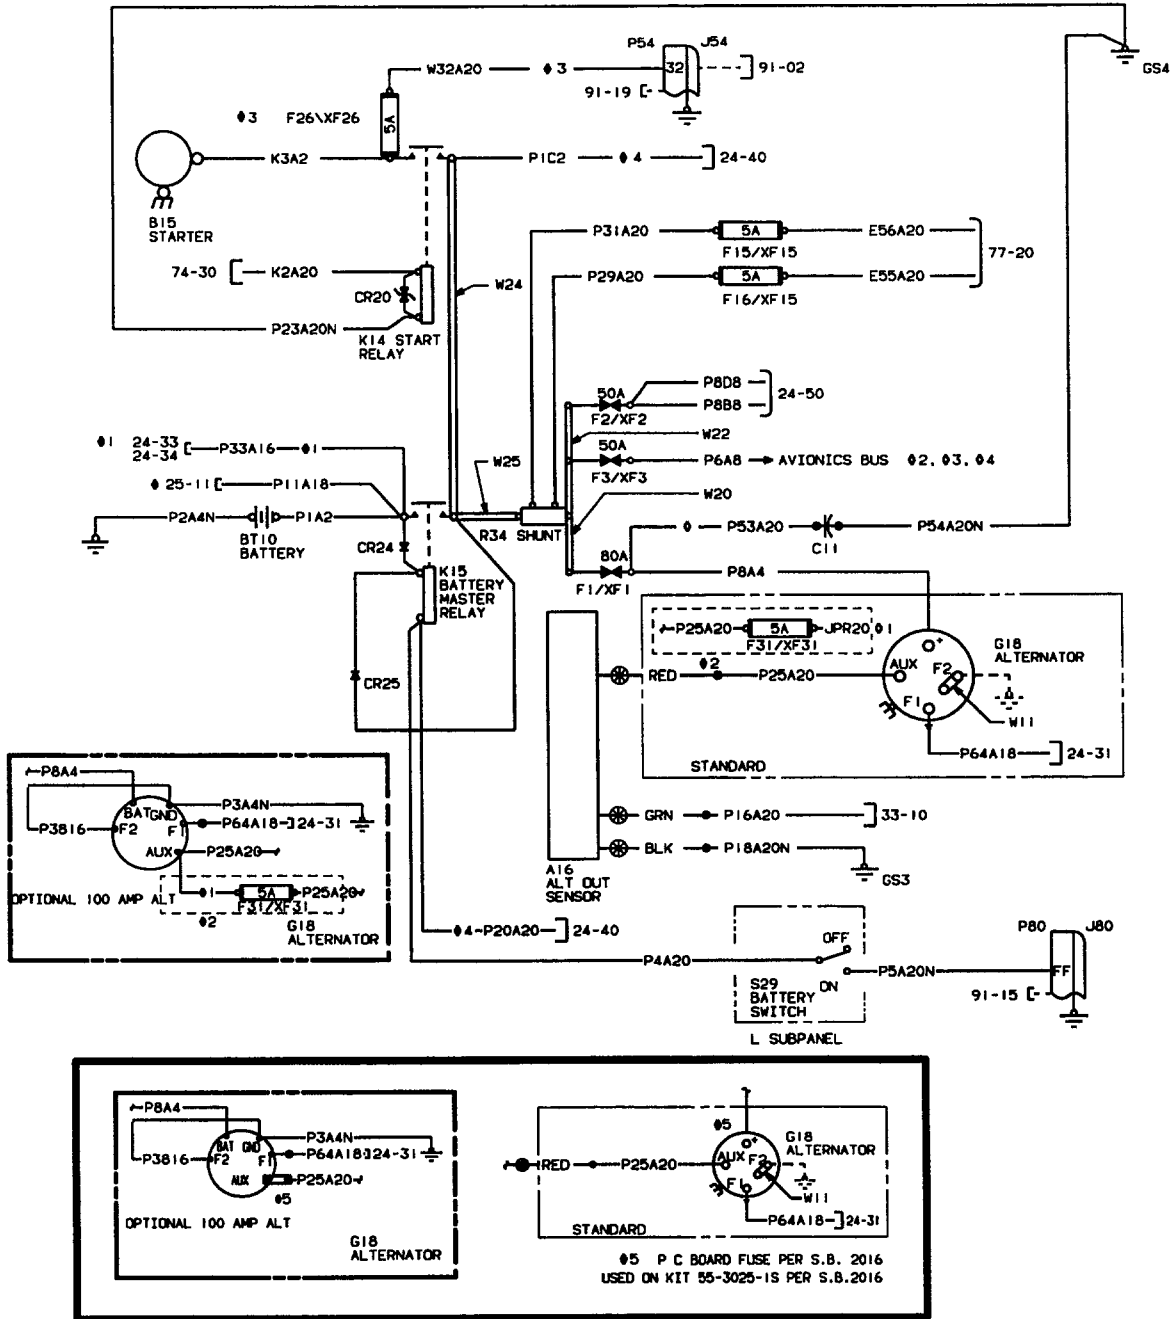 P54 J54
GS4
W32A20 ♦3 32 91-02
91-19
♦3 F26\XF26 5A
K3A2 P1C2 ♦4 24-40
B15
STARTER
P31A20 5A E56A20
F15/XF15
77-20
74-30 K2A20 P29A20 5A E55A20
CR20 W24 F16/XF15
P23A20N
K14 START
RELAY
50A P8D8
24-50
F2/XF2 P8B8
♦1 24-33 P33A16 ♦1
24-34
W22
50A
W25 F3/XF3 P6A8 AVIONICS BUS ♦2, ♦3, ♦4
♦ 25-11 P11A18
W20
P2A4N P1A2
BT10
BATTERY
R34 SHUNT ♦ P53A20 P54A20N
C11
CR24 80A
P8A4
F1/XF1
K15
BATTERY
MASTER
RELAY
P25A20 5A JPR20 ♦1
F31/XF31
G18
ALTERNATOR
+
AUX F2
F1
♦2
RED P25A20
CR25
W11
P64A18 24-31
STANDARD
P8A4
BAT GND P3A4N
P3816 F2 F1 P64A18 24-31
AUX P25A20
GRN P16A20 33-10
BLK P18A20N
GS3
A16
ALT OUT
SENSOR
♦1 5A P25A20
OPTIONAL 100 AMP ALT F31/XF31
♦2 G18
ALTERNATOR
♦4 P20A20 24-40
P4A20
OFF
P80 J80
P5A20N FF
ON
S29
BATTERY
SWITCH
91-15
L SUBPANEL
P8A4
BAT GND P3A4N
P3816 F2 F1 P64A18 24-31
AUX P25A20
♦5
OPTIONAL 100 AMP ALT
G18
ALTERNATOR
♦5
+
G18
ALTERNATOR
RED P25A20 AUX F2
F1
W11
P64A18 24-31
STANDARD
♦5 P C BOARD FUSE PER S.B. 2016
USED ON KIT 55-3025-1S PER S.B.2016